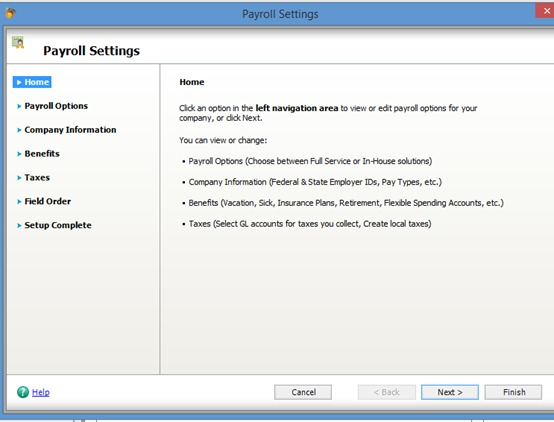 Payroll Settings
Payroll Settings
Home
Payroll Options
Company Information
Benefits
Taxes
Field Order
Setup Complete
Home
Click an option in the left navigation area to view or edit payroll options for your
company, or click Next.
You can view or change:
• Payroll Options (Choose between Full Service or In-House solutions)
• Company Information (Federal & State Employer IDs, Pay Types, etc.)
• Benefits (Vacation, Sick, Insurance Plans, Retirement, Flexible Spending Accounts, etc.)
• Taxes (Select GL accounts for taxes you collect, Create local taxes)
? Help
Cancel
< Back
Next >
Finish